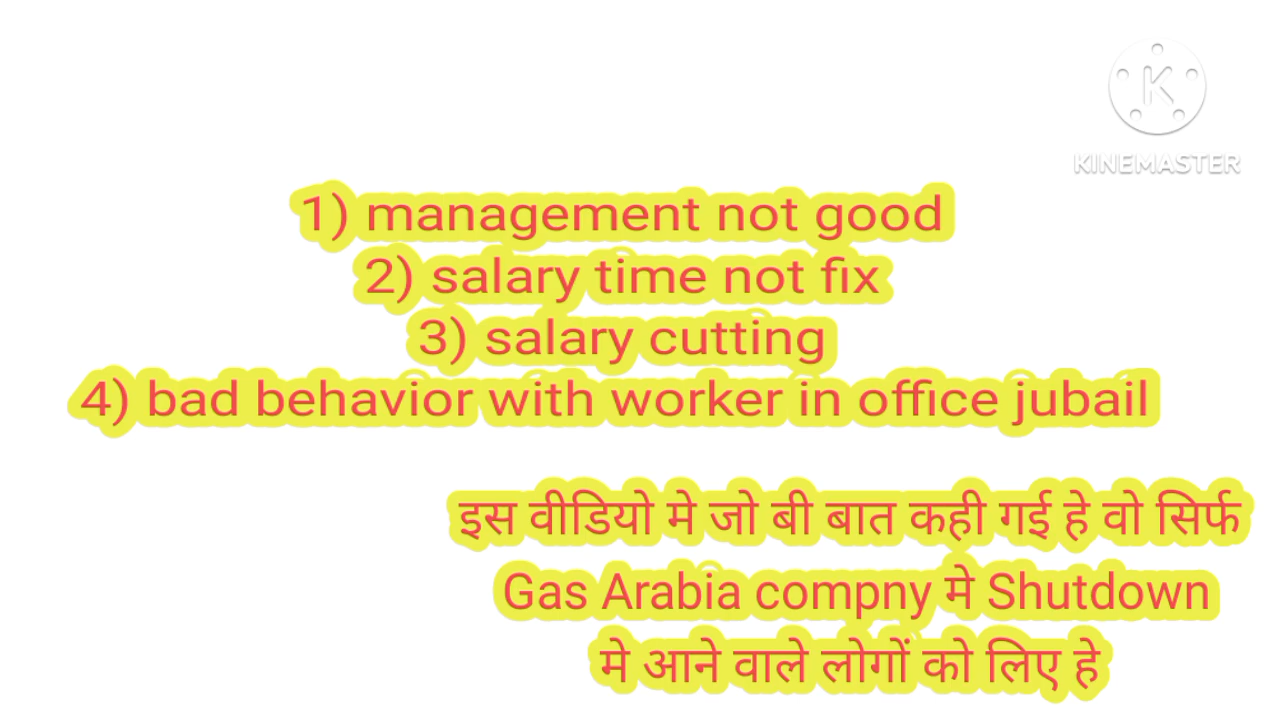 KINEMASTER
1) management not good
2) salary time not fix
3) salary cutting
4) bad behavior with worker in office jubail
इस वीडियो मे जो बी बात कही गई हे वो सिर्फ
Gas Arabia compny मे Shutdown
मे आने वाले लोगों को लिए हे